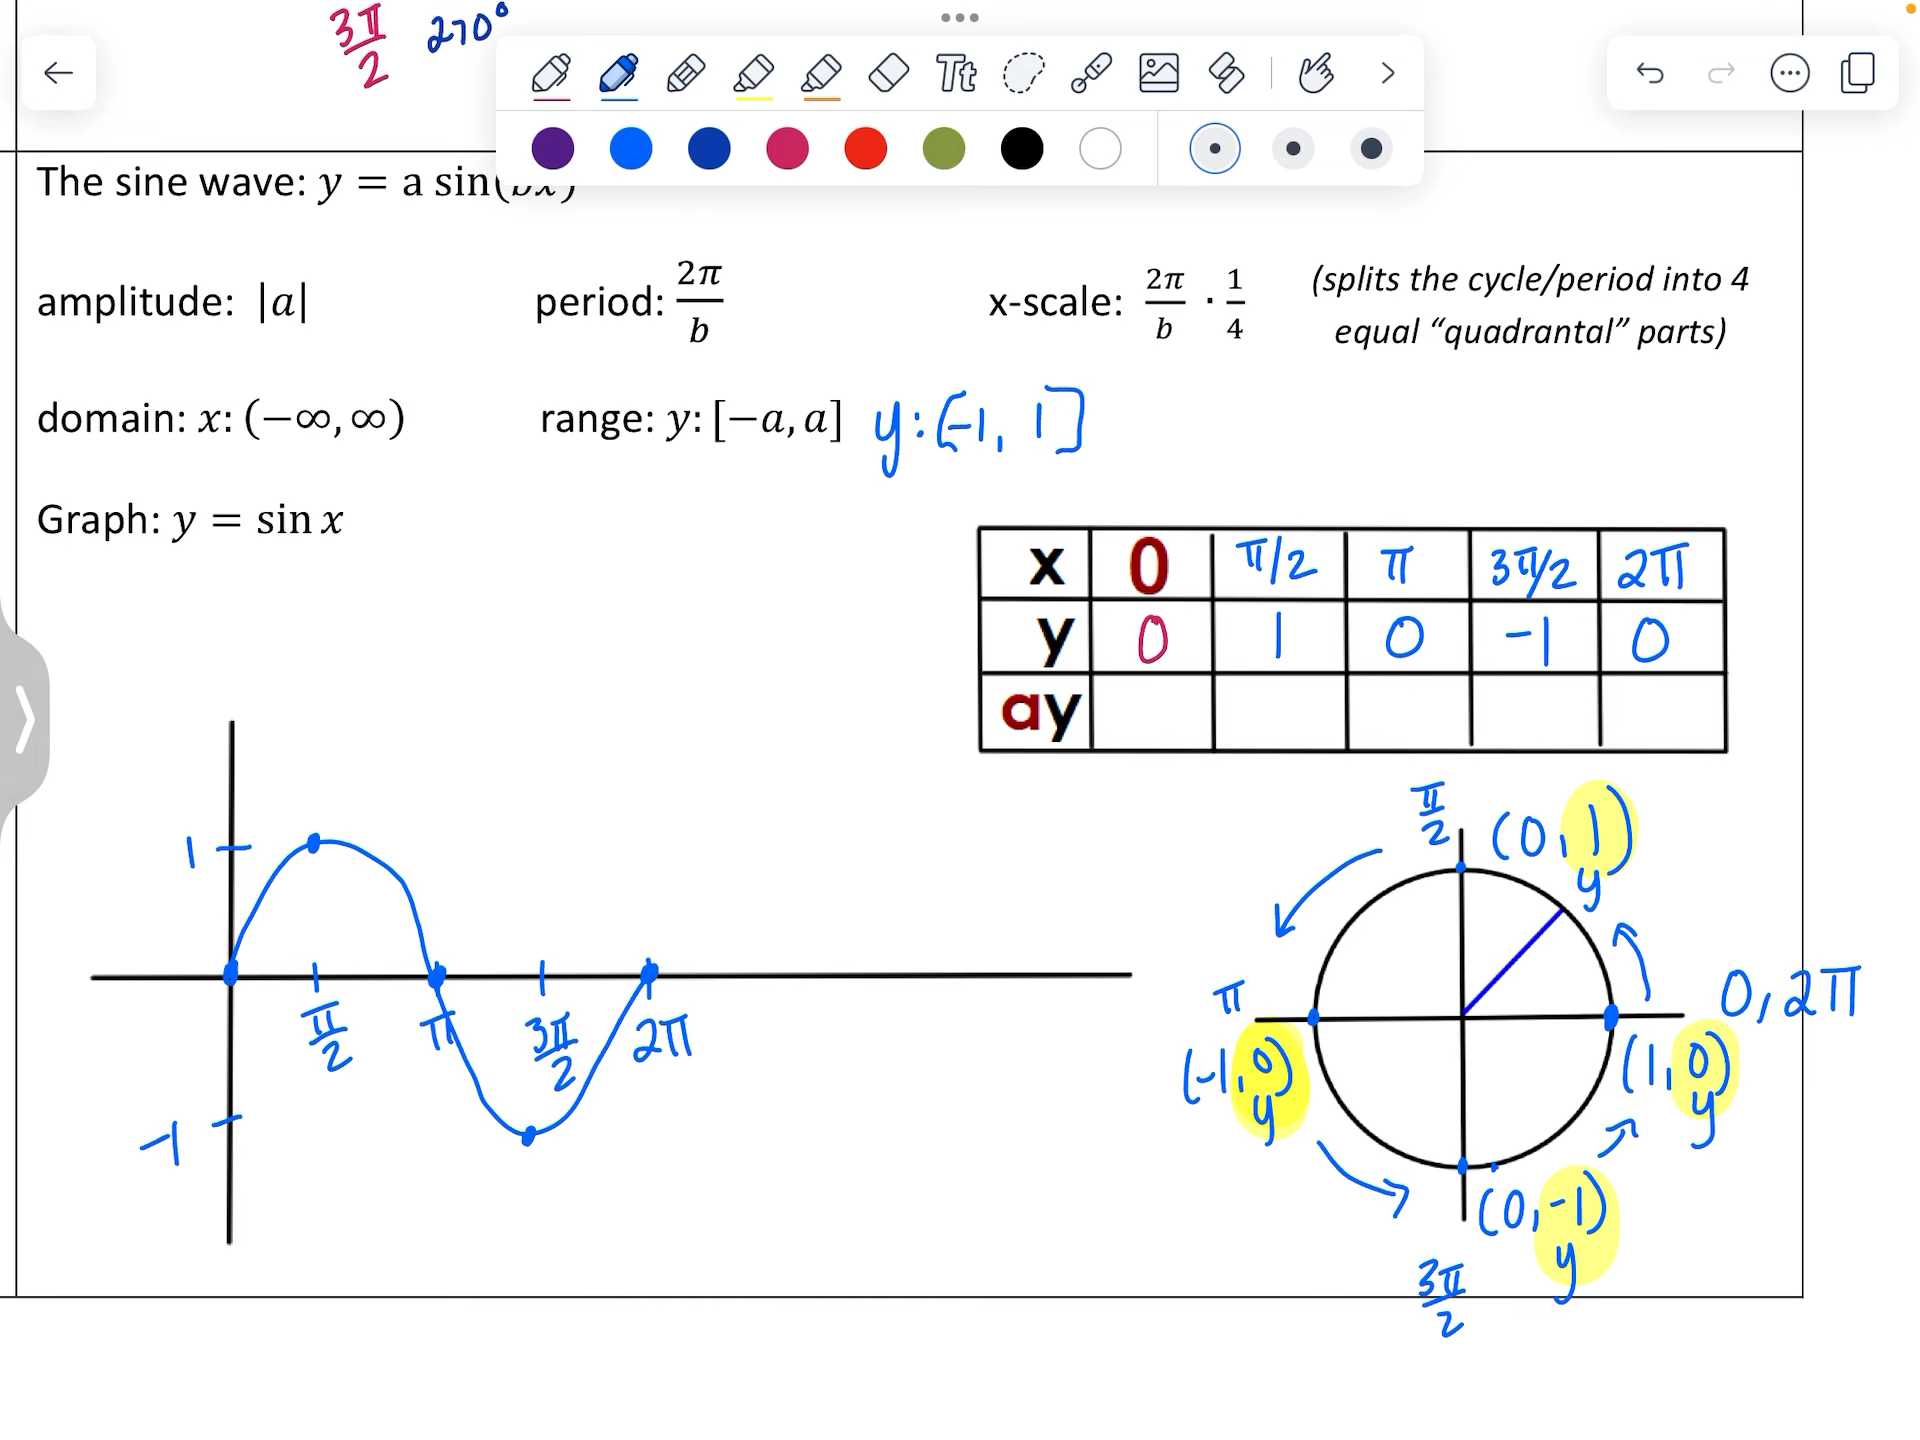 3π/2 270°
Tt
The sine wave: y = a sin(bx)
amplitude: |a| period: 2π/b x-scale: 2π/b · 1/4 (splits the cycle/period into 4
equal “quadrantal” parts)
domain: x: (−∞, ∞) range: y: [−a, a] y: [-1, 1]
Graph: y = sin x
x 0 π/2 π 3π/2 2π
y 0 1 0 -1 0
ay
1
π/2 π 3π/2 2π
-1
π/2 (0, 1)
y
π 0, 2π
(-1, 0) (1, 0)
y y
(0, -1)
y
3π/2